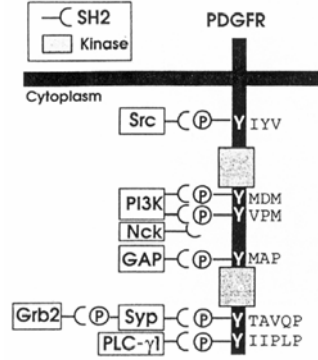 SH2
Kinase
PDGFR
Cytoplasm
Src P Y IYV
PI3K P Y MDM
P Y VPM
Nck
GAP P Y MAP
Grb2 P Syp P Y TAVQP
PLC-γ1 P Y IIPLP